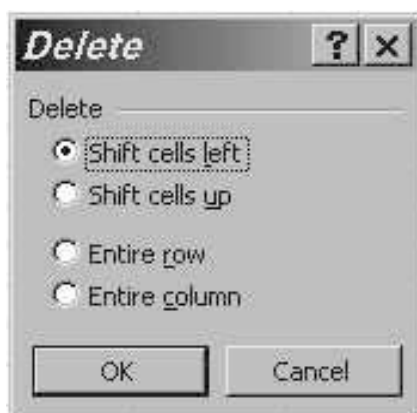 Delete ? ×
Delete
Shift cells left
Shift cells up
Entire row
Entire column
OK Cancel